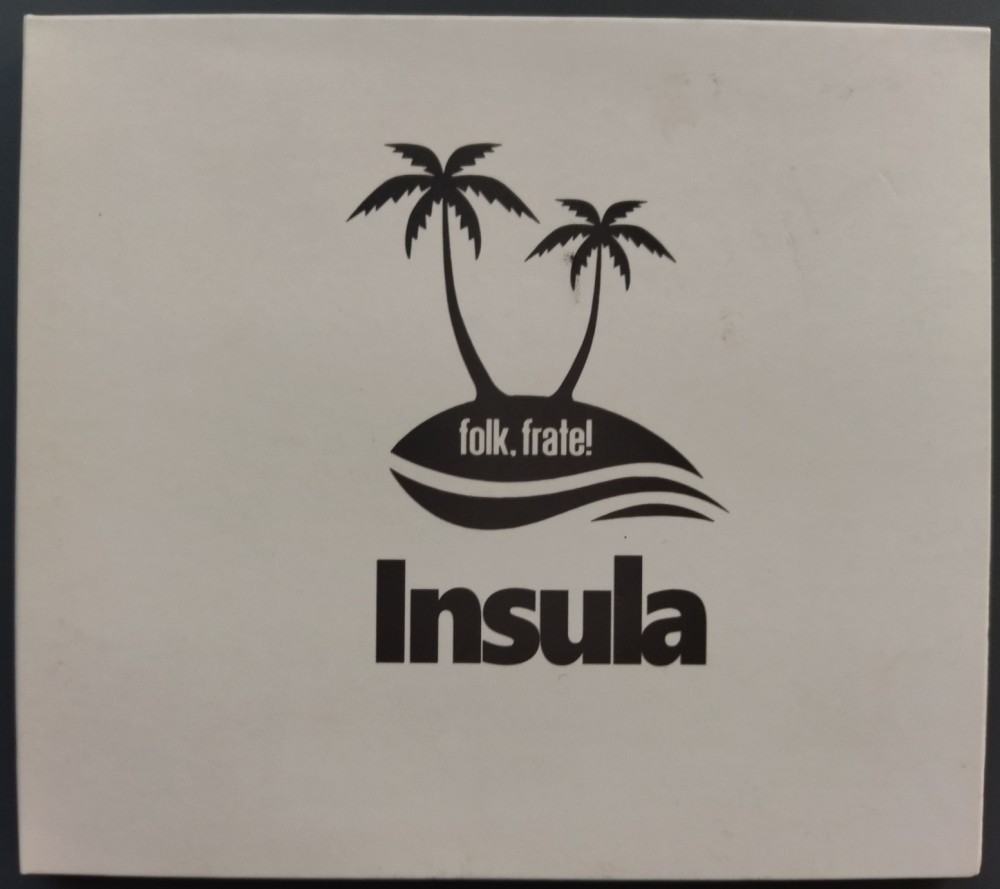 folk, frate!
Insula